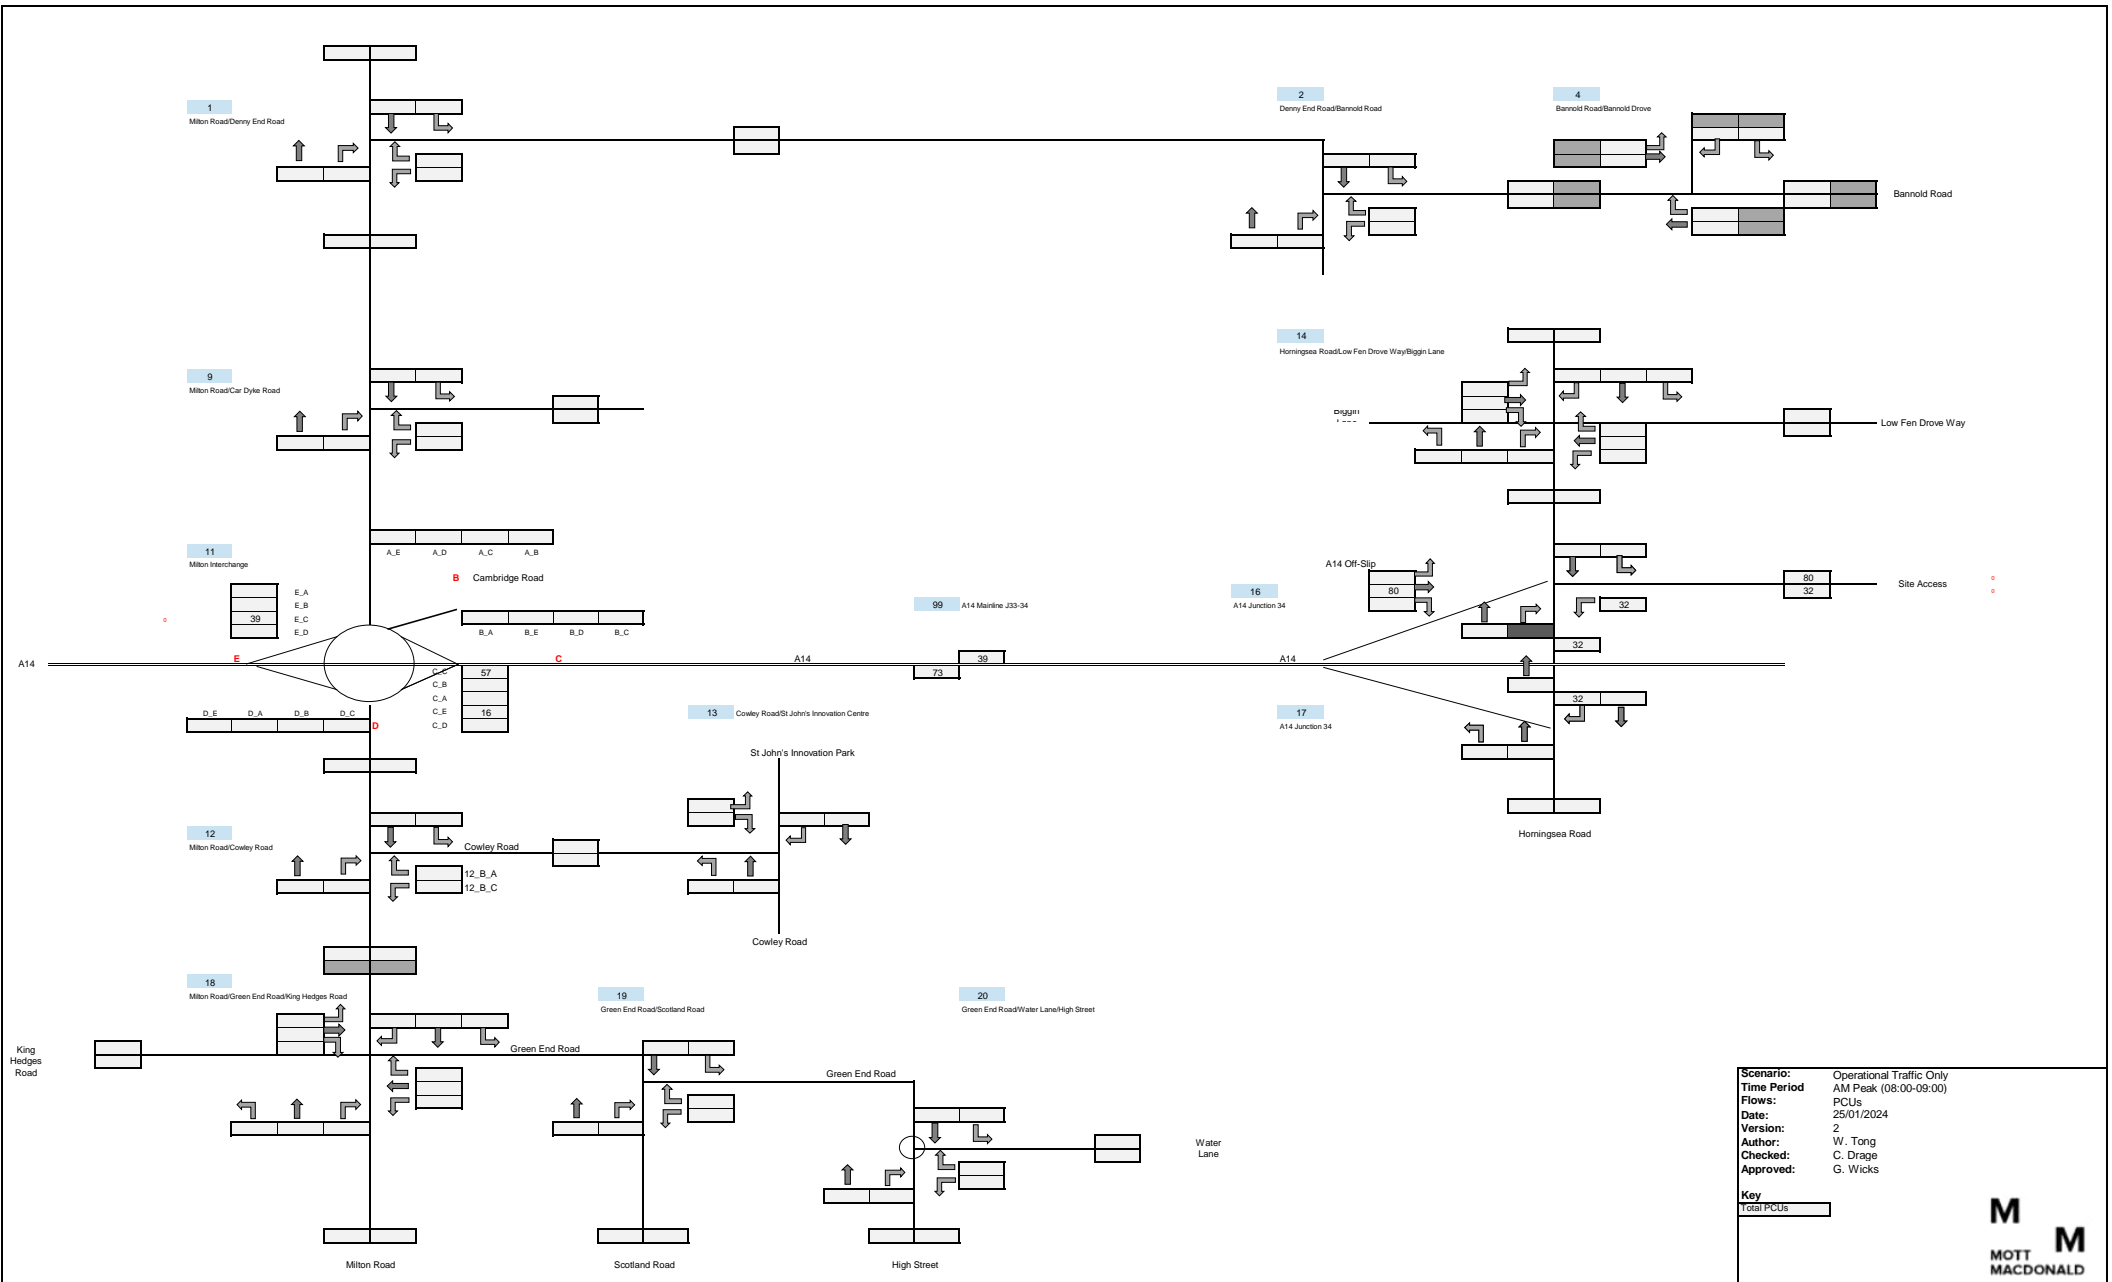 1
Milton Road/Denny End Road
2
Denny End Road/Bannold Road
4
Bannold Road/Bannold Drove
Bannold Road
9
Milton Road/Car Dyke Road
14
Horningsea Road/Low Fen Drove Way/Biggin Lane
Biggin
Low Fen Drove Way
11
Milton Interchange
A_E A_D A_C A_B
B Cambridge Road
E_A
E_B
39 E_C
E_D
0
B_A B_E B_D B_C
99 A14 Mainline J33-34
16
A14 Junction 34
A14 Off-Slip
80
80
32
Site Access
0
0
32
32
A14
E
C
A14
39
73
A14
C_C 57
C_B
C_A
C_E 16
C_D
D_E D_A D_B D_C
D
32
17
A14 Junction 34
Horningsea Road
13 Cowley Road/St John's Innovation Centre
St John's Innovation Park
12
Milton Road/Cowley Road
Cowley Road
12_B_A
12_B_C
Cowley Road
18
Milton Road/Green End Road/King Hedges Road
19
Green End Road/Scotland Road
20
Green End Road/Water Lane/High Street
King
Hedges
Road
Green End Road
Green End Road
Water
Lane
Milton Road
Scotland Road
High Street
Scenario: Operational Traffic Only
Time Period AM Peak (08:00-09:00)
Flows: PCUs
Date: 25/01/2024
Version: 2
Author: W. Tong
Checked: C. Drage
Approved: G. Wicks
Key
Total PCUs
M
M
MOTT
MACDONALD